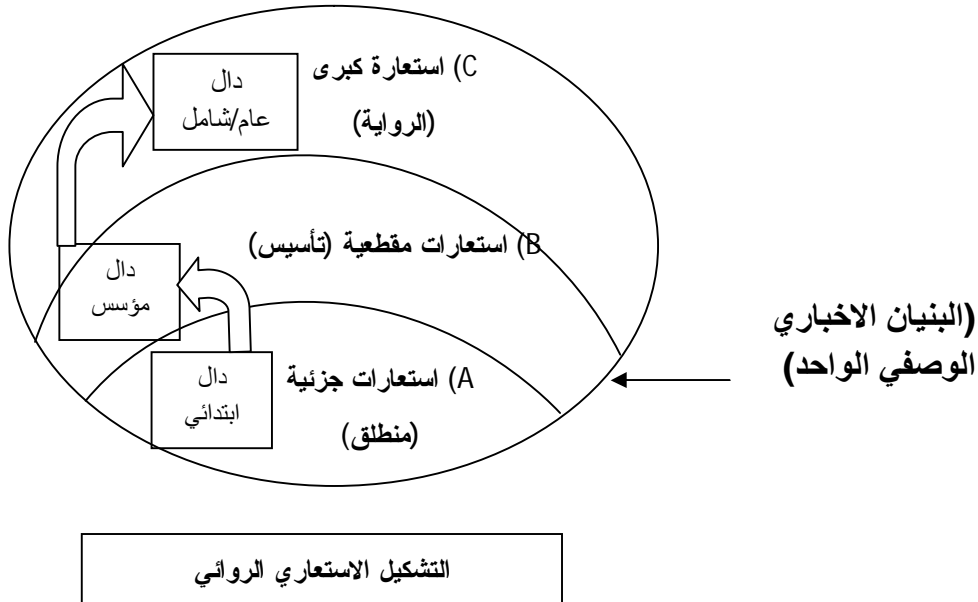 C) استعارة كبرى
(الرواية)
دال
عام/شامل
B) استعارات مقطعية (تأسيس)
دال
مؤسس
A) استعارات جزئية
(منطلق)
دال
ابتدائي
(البنيان الاخباري
الوصفي الواحد)
التشكيل الاستعاري الروائي